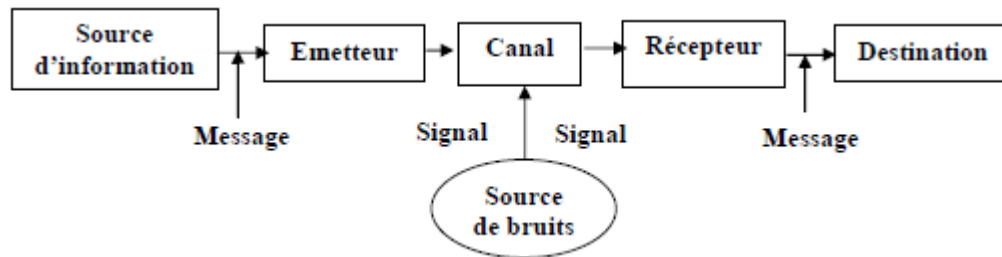 Source
d'information
Emetteur
Canal
Récepteur
Destination
Message
Signal
Signal
Message
Source
de bruits